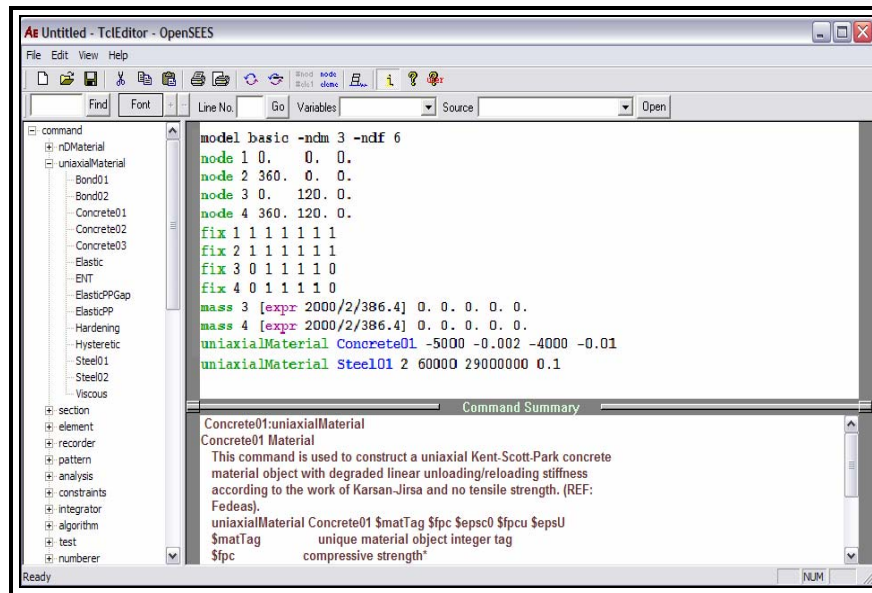 AE Untitled - TclEditor - OpenSEES
File Edit View Help
Find Font + - Line No. Go Variables Source Open
command
nDMaterial
uniaxialMaterial
Bond01
Bond02
Concrete01
Concrete02
Concrete03
Elastic
ENT
ElasticPPGap
ElasticPP
Hardening
Hysteretic
Steel01
Steel02
Viscous
section
element
recorder
pattern
analysis
constraints
integrator
algorithm
test
numberer
model basic -ndm 3 -ndf 6
node 1 0. 0. 0.
node 2 360. 0. 0.
node 3 0. 120. 0.
node 4 360. 120. 0.
fix 1 1 1 1 1 1 1
fix 2 1 1 1 1 1 1
fix 3 0 1 1 1 1 0
fix 4 0 1 1 1 1 0
mass 3 [expr 2000/2/386.4] 0. 0. 0. 0. 0.
mass 4 [expr 2000/2/386.4] 0. 0. 0. 0. 0.
uniaxialMaterial Concrete01 -5000 -0.002 -4000 -0.01
uniaxialMaterial Steel01 2 60000 29000000 0.1
Command Summary
Concrete01:uniaxialMaterial
Concrete01 Material
This command is used to construct a uniaxial Kent-Scott-Park concrete
material object with degraded linear unloading/reloading stiffness
according to the work of Karsan-Jirsa and no tensile strength. (REF:
Fedeas).
uniaxialMaterial Concrete01 $matTag $fpc $epsc0 $fpcu $epsU
$matTag unique material object integer tag
$fpc compressive strength*
Ready NUM